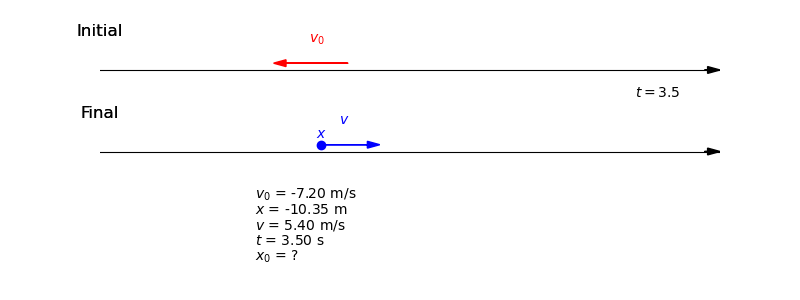 Initial
v₀
t = 3.5
Final
v
x
v₀ = -7.20 m/s
x = -10.35 m
v = 5.40 m/s
t = 3.50 s
x₀ = ?